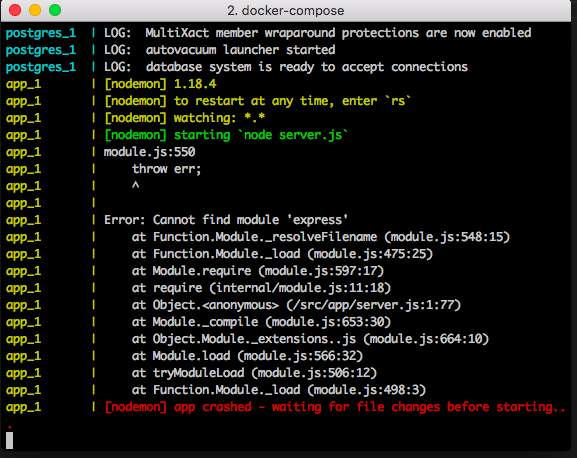 2. docker-compose
postgres_1 | LOG:  MultiXact member wraparound protections are now enabled
postgres_1 | LOG:  autovacuum launcher started
postgres_1 | LOG:  database system is ready to accept connections
app_1      | [nodemon] 1.18.4
app_1      | [nodemon] to restart at any time, enter `rs`
app_1      | [nodemon] watching: *.*
app_1      | [nodemon] starting `node server.js`
app_1      | module.js:550
app_1      |     throw err;
app_1      |     ^
app_1      |
app_1      | Error: Cannot find module 'express'
app_1      |     at Function.Module._resolveFilename (module.js:548:15)
app_1      |     at Function.Module._load (module.js:475:25)
app_1      |     at Module.require (module.js:597:17)
app_1      |     at require (internal/module.js:11:18)
app_1      |     at Object.<anonymous> (/src/app/server.js:1:77)
app_1      |     at Module._compile (module.js:653:30)
app_1      |     at Object.Module._extensions..js (module.js:664:10)
app_1      |     at Module.load (module.js:566:32)
app_1      |     at tryModuleLoad (module.js:506:12)
app_1      |     at Function.Module._load (module.js:498:3)
app_1      | [nodemon] app crashed - waiting for file changes before starting..
.